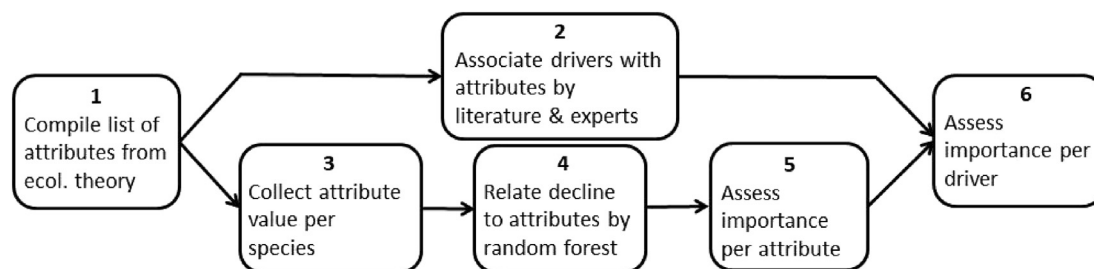 1
Compile list of
attributes from
ecol. theory
2
Associate drivers with
attributes by
literature & experts
3
Collect attribute
value per
species
4
Relate decline
to attributes by
random forest
5
Assess
importance
per attribute
6
Assess
importance per
driver